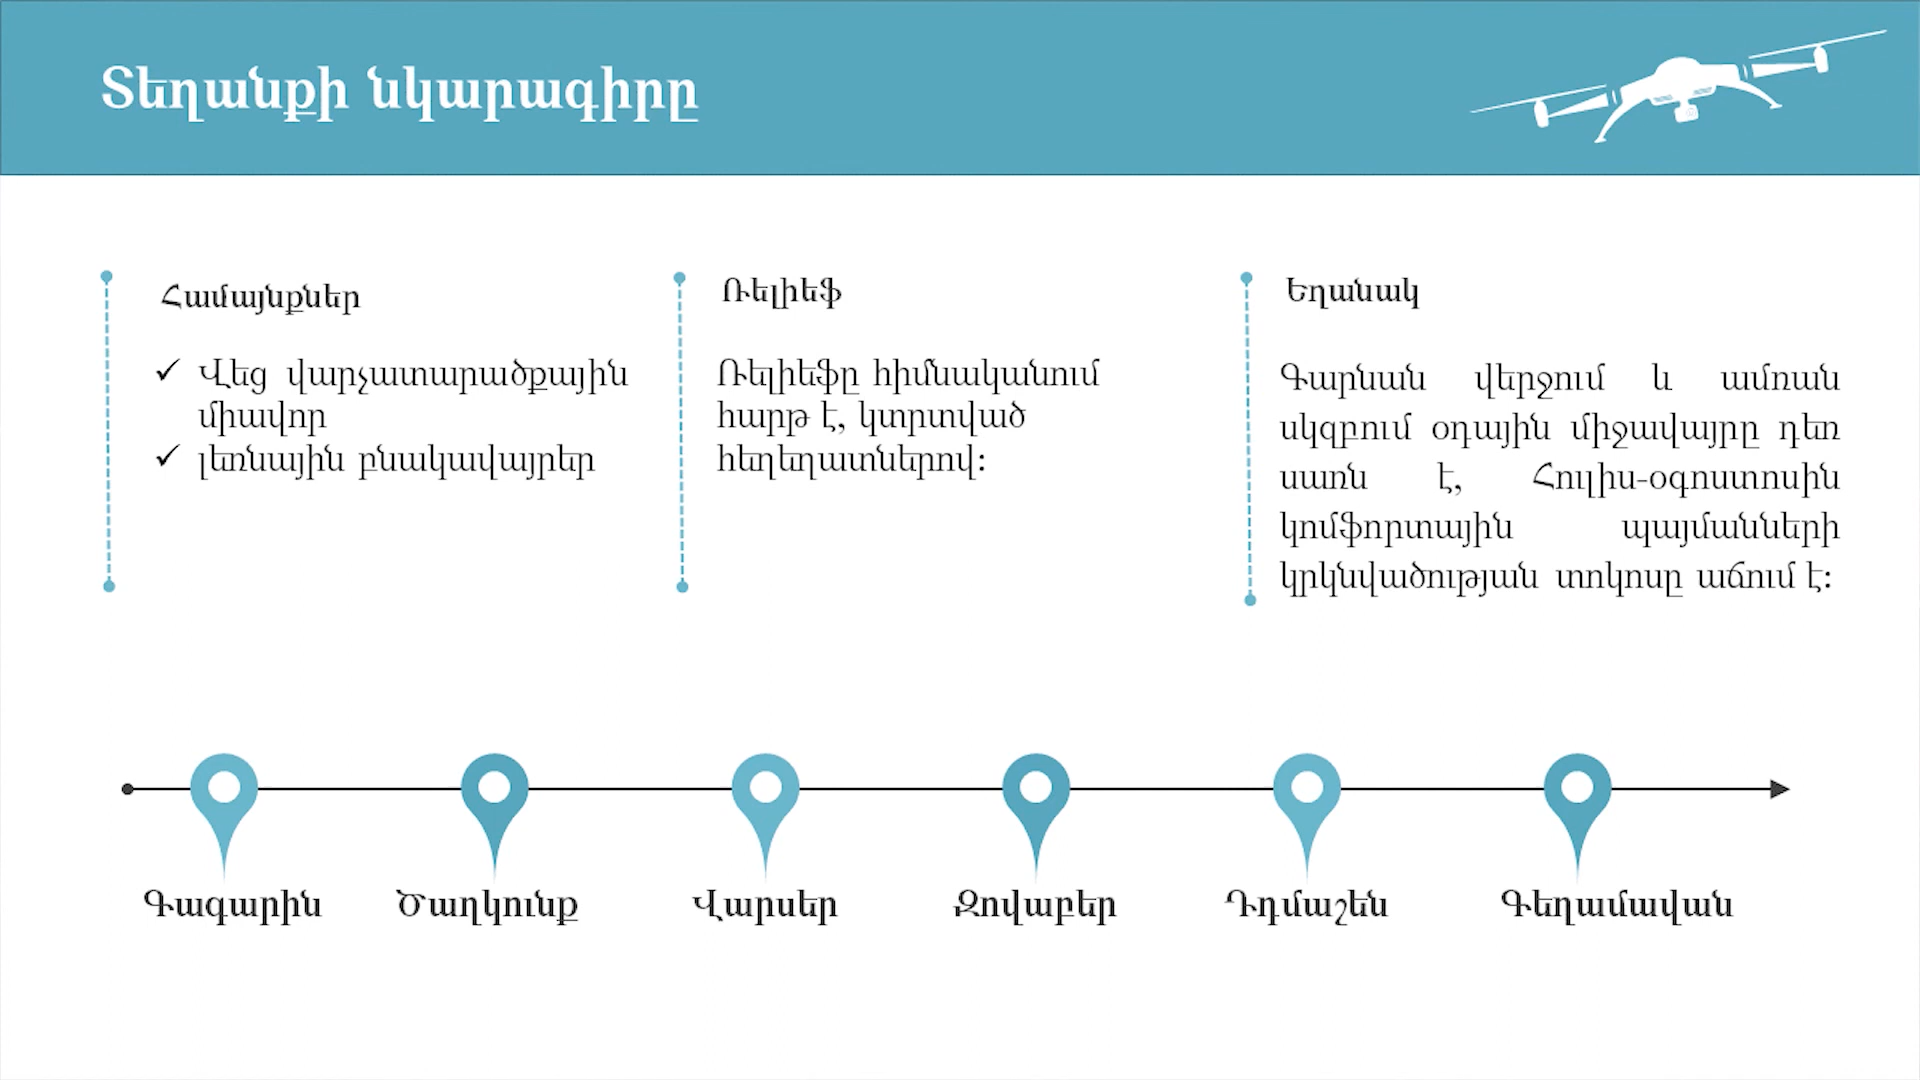 Տեղանքի նկարագիրը
Համայնքներ
✓ Վեց վարչատարածքային
միավոր
✓ լեռնային բնակավայրեր
Ռելիեֆ
Ռելիեֆը հիմնականում
հարթ է, կտրտված
հեղեղատներով:
Եղանակ
Գարնան վերջում և ամռան
սկզբում օդային միջավայրը դեռ
սառն է, Հուլիս-օգոստոսին
կոմֆորտային պայմանների
կրկնվածության տոկոսը աճում է:
Գագարին
Ծաղկունք
Վարսեր
Զովաբեր
Դդմաշեն
Գեղամավան